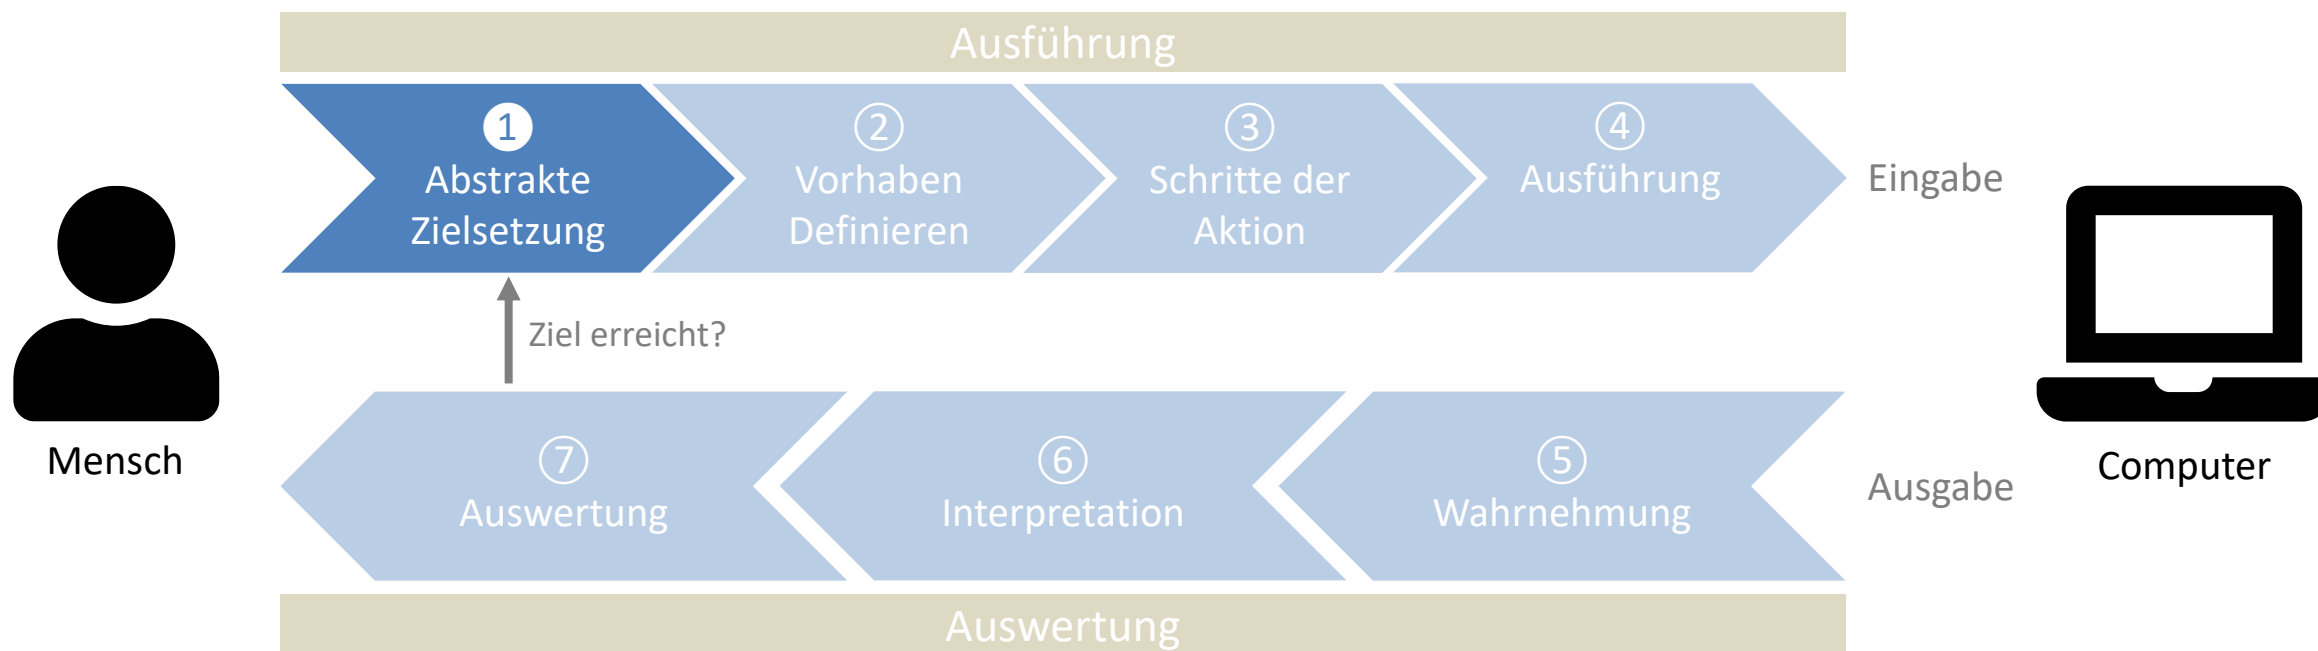 Ausführung
①
Abstrakte
Zielsetzung
②
Vorhaben
Definieren
③
Schritte der
Aktion
④
Ausführung
Eingabe
Ziel erreicht?
Mensch
⑦
Auswertung
⑥
Interpretation
⑤
Wahrnehmung
Ausgabe
Computer
Auswertung